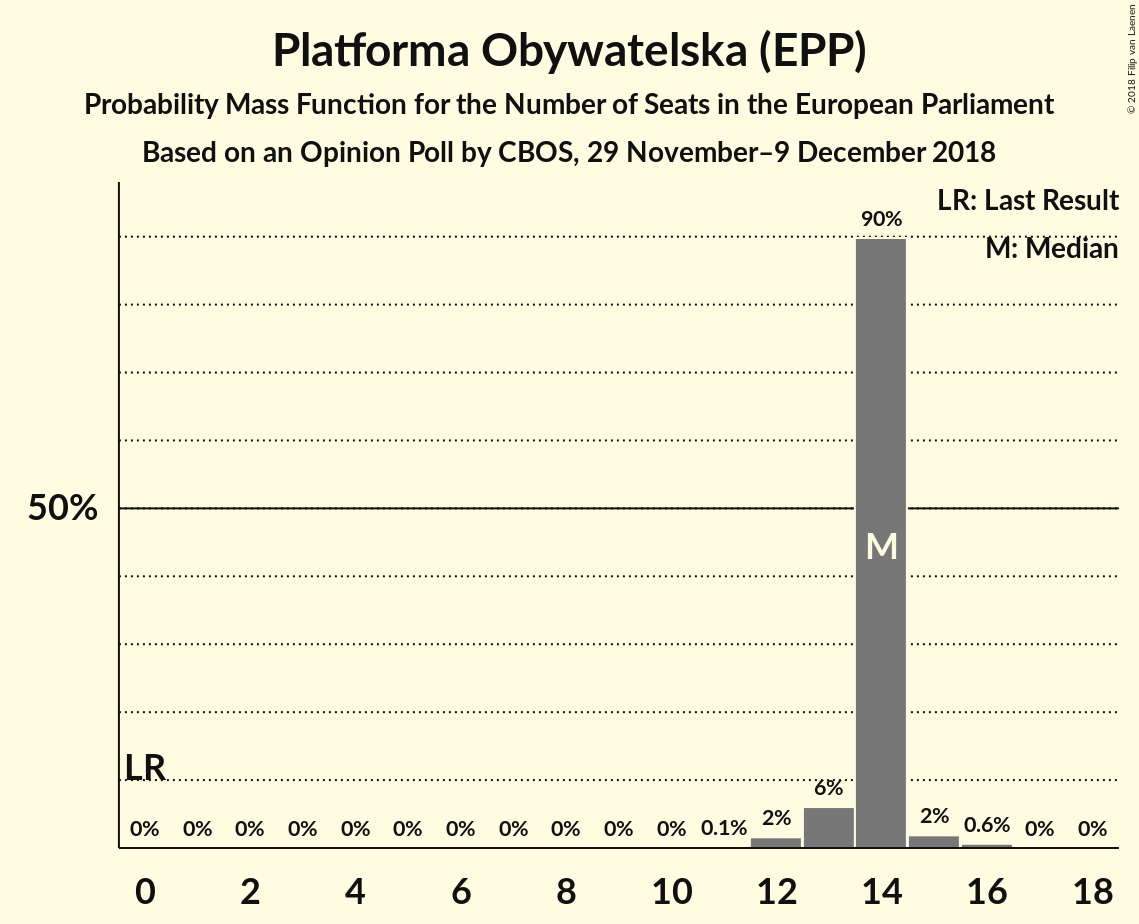 Platforma Obywatelska (EPP)
Probability Mass Function for the Number of Seats in the European Parliament
Based on an Opinion Poll by CBOS, 29 November–9 December 2018
© 2018 Filip van Laenen
LR: Last Result
M: Median
90%
50%
M
LR
0% 0% 0% 0% 0% 0% 0% 0% 0% 0% 0% 0.1% 2% 6% 2% 0.6% 0% 0%
0 2 4 6 8 10 12 14 16 18